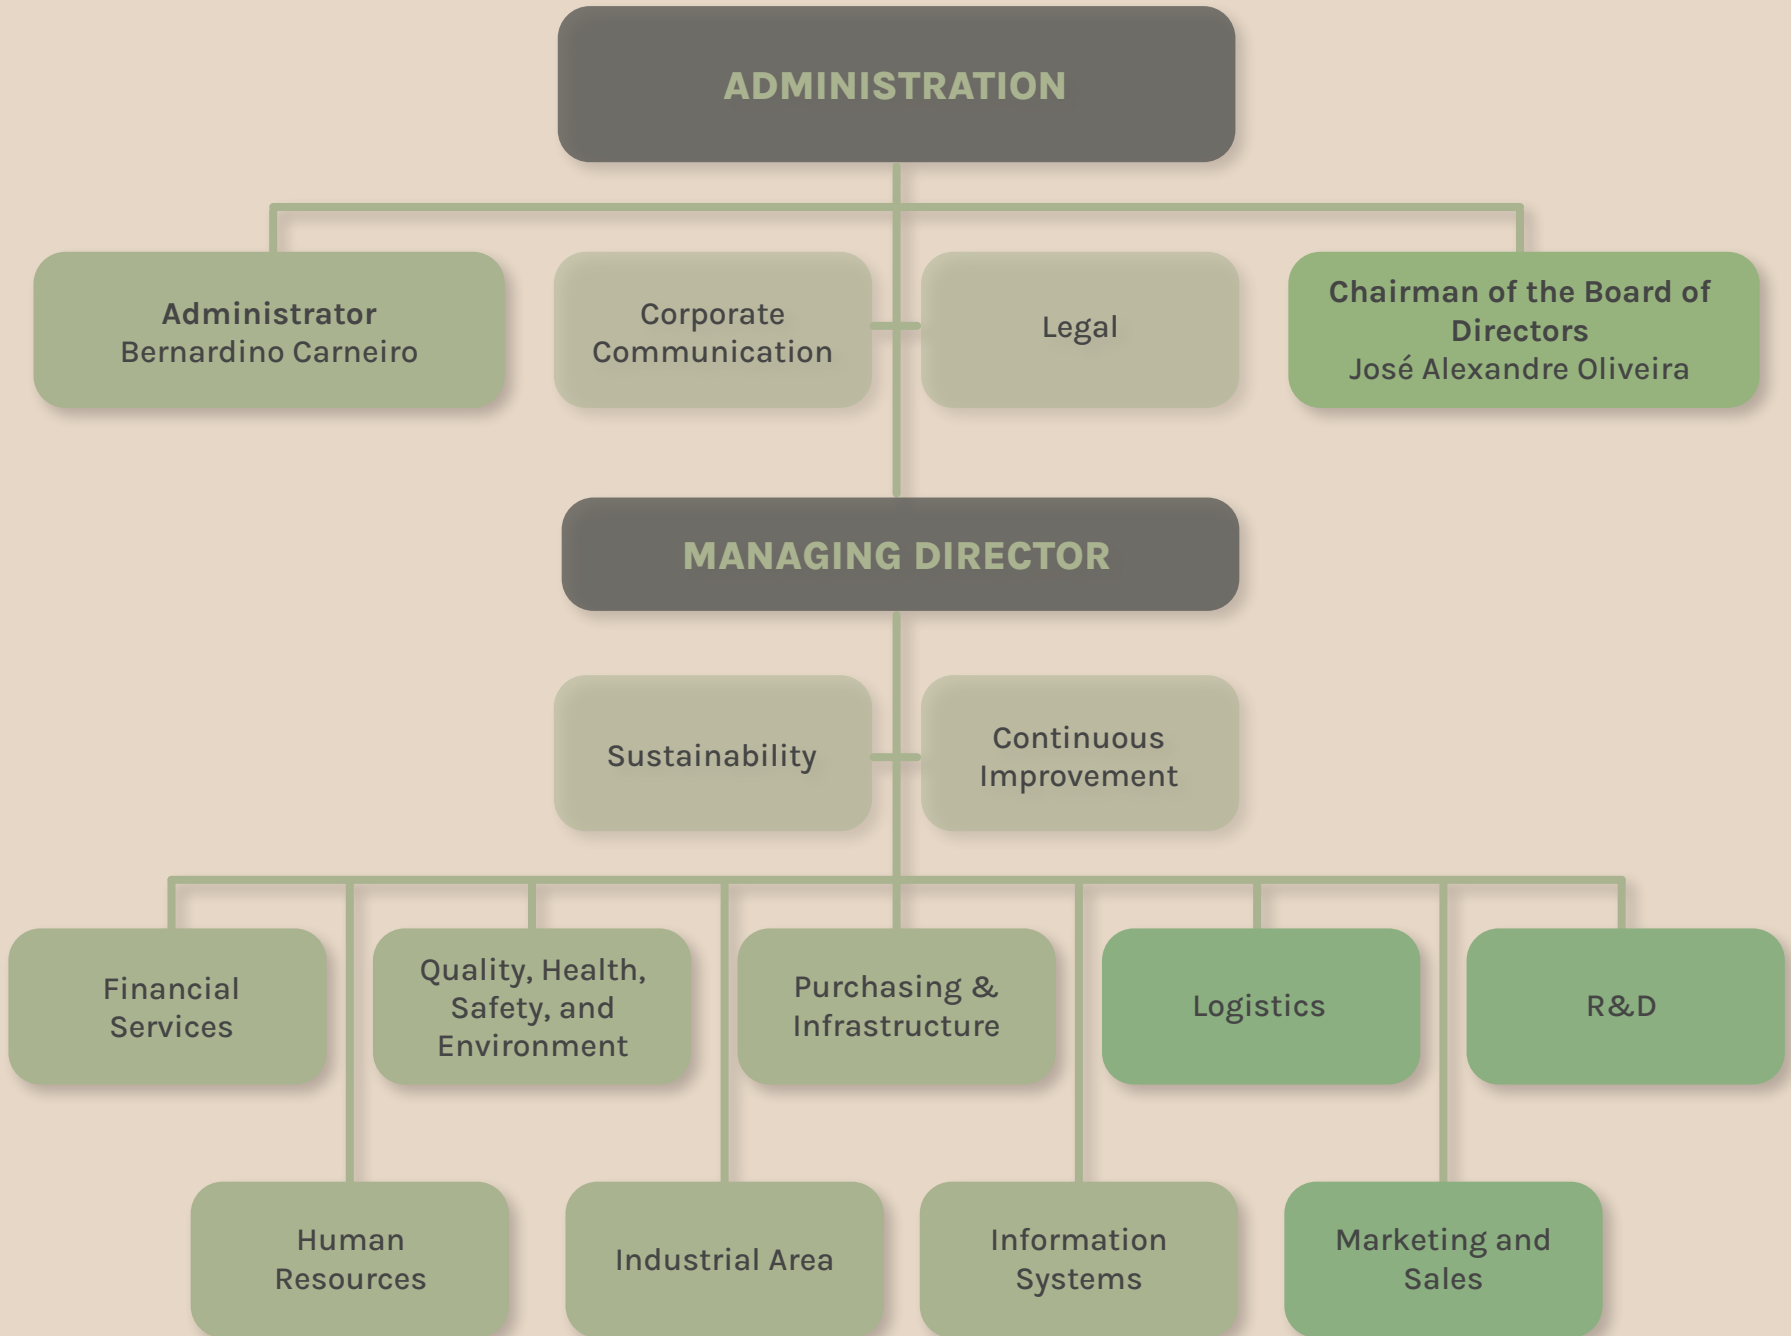 ADMINISTRATION
Administrator
Bernardino Carneiro
Corporate
Communication
Legal
Chairman of the Board of
Directors
José Alexandre Oliveira
MANAGING DIRECTOR
Sustainability
Continuous
Improvement
Financial
Services
Quality, Health,
Safety, and
Environment
Purchasing &
Infrastructure
Logistics
R&D
Human
Resources
Industrial Area
Information
Systems
Marketing and
Sales